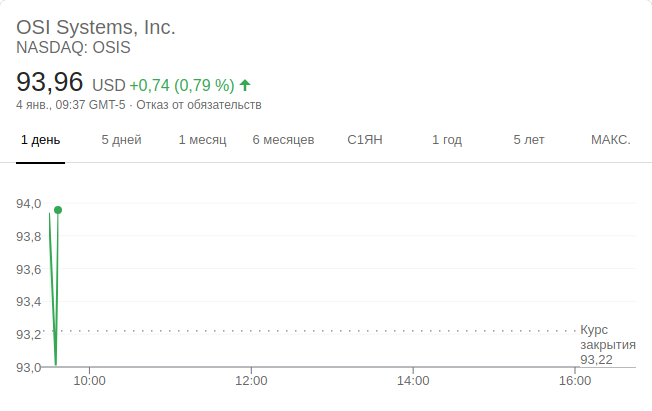 OSI Systems, Inc.
NASDAQ: OSIS
93,96 USD +0,74 (0,79 %)
4 янв., 09:37 GMT-5 · Отказ от обязательств
1 день 5 дней 1 месяц 6 месяцев С1ЯН 1 год 5 лет МАКС.
94,0
93,8
93,6
93,4
93,2
93,0
Курс
закрытия
93,22
10:00 12:00 14:00 16:00